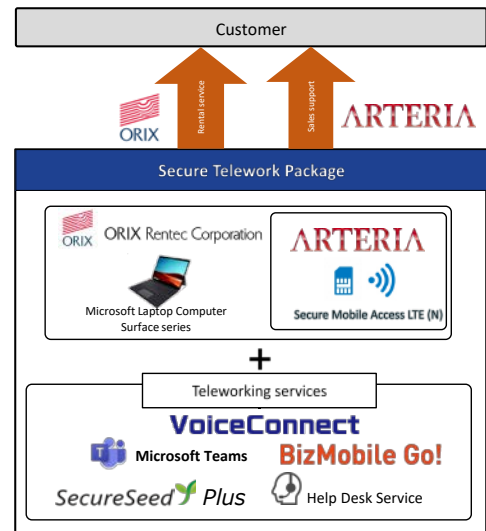 Customer
ORIX
Rental service
Sales support
ARTERIA
Secure Telework Package
ORIX
ORIX Rentec Corporation
Microsoft Laptop Computer
Surface series
ARTERIA
Secure Mobile Access LTE (N)
+
Teleworking services
VoiceConnect
Microsoft Teams
BizMobile Go!
SecureSeed Plus
Help Desk Service